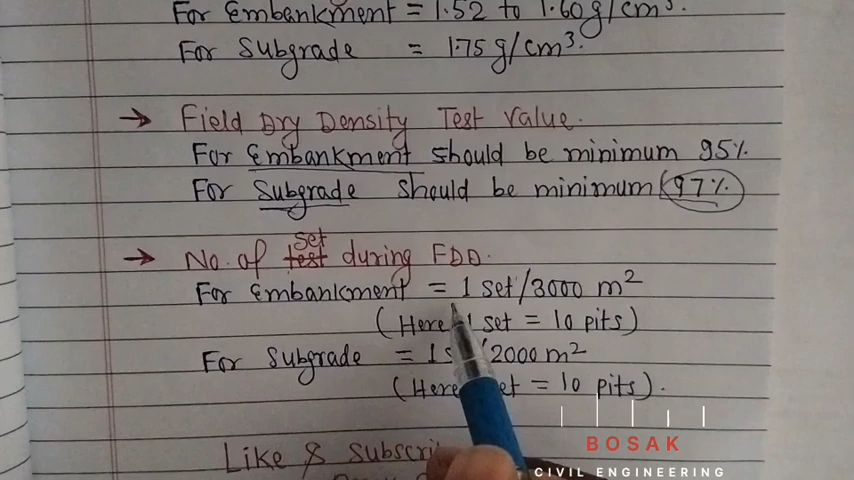 For Embankment = 1.52 to 1.60 g/cm³.
For Subgrade = 1.75 g/cm³.
→ Field Dry Density Test Value.
For Embankment should be minimum 95%
For Subgrade should be minimum 97%
set
→ No. of test during FDD.
For Embankment = 1 set/3000 m²
(Here 1 set = 10 pits)
For Subgrade = 1 /2000 m²
(Here set = 10 pits).
Like & Subscri
BOSAK
CIVIL ENGINEERING